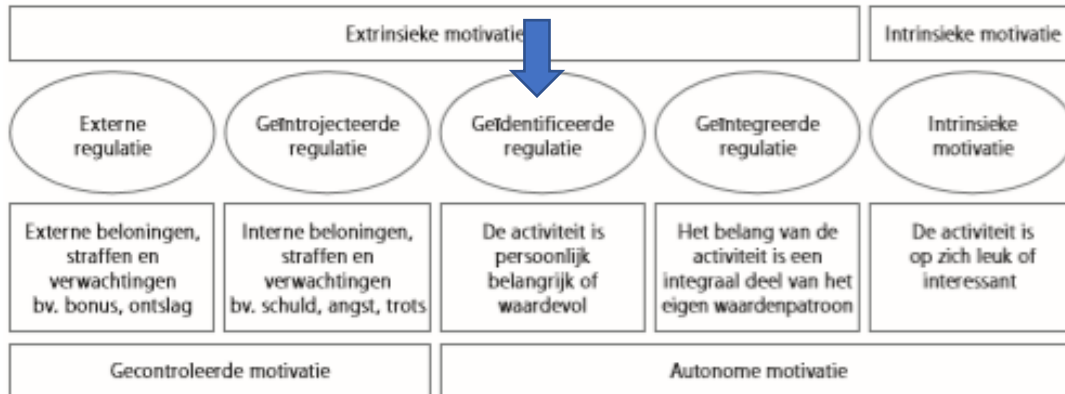 Extrinsieke motivatie
Intrinsieke motivatie
Externe
regulatie
Geïntrojecteerde
regulatie
Geïdentificeerde
regulatie
Geïntegreerde
regulatie
Intrinsieke
motivatie
Externe beloningen,
straffen en
verwachtingen
bv. bonus, ontslag
Interne beloningen,
straffen en
verwachtingen
bv. schuld, angst, trots
De activiteit is
persoonlijk
belangrijk of
waardevol
Het belang van de
activiteit is een
integraal deel van het
eigen waardenpatroon
De activiteit is
op zich leuk of
interessant
Gecontroleerde motivatie
Autonome motivatie